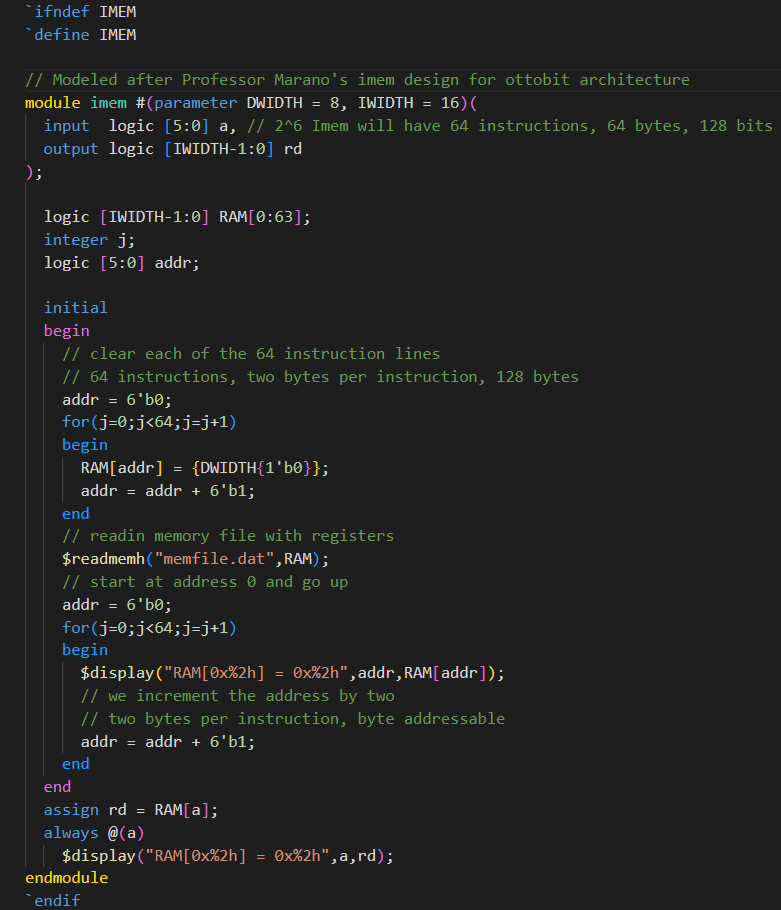 `ifndef IMEM
`define IMEM
// Modeled after Professor Marano's imem design for ottobit architecture
module imem #(parameter DWIDTH = 8, IWIDTH = 16)(
input  logic [5:0] a, // 2^6 Imem will have 64 instructions, 64 bytes, 128 bits
output logic [IWIDTH-1:0] rd
);
logic [IWIDTH-1:0] RAM[0:63];
integer j;
logic [5:0] addr;
initial
begin
// clear each of the 64 instruction lines
// 64 instructions, two bytes per instruction, 128 bytes
addr = 6'b0;
for(j=0;j<64;j=j+1)
begin
RAM[addr] = {DWIDTH{1'b0}};
addr = addr + 6'b1;
end
// readin memory file with registers
$readmemh("memfile.dat",RAM);
// start at address 0 and go up
addr = 6'b0;
for(j=0;j<64;j=j+1)
begin
$display("RAM[0x%2h] = 0x%2h",addr,RAM[addr]);
// we increment the address by two
// two bytes per instruction, byte addressable
addr = addr + 6'b1;
end
end
assign rd = RAM[a];
always @(a)
$display("RAM[0x%2h] = 0x%2h",a,rd);
endmodule
`endif